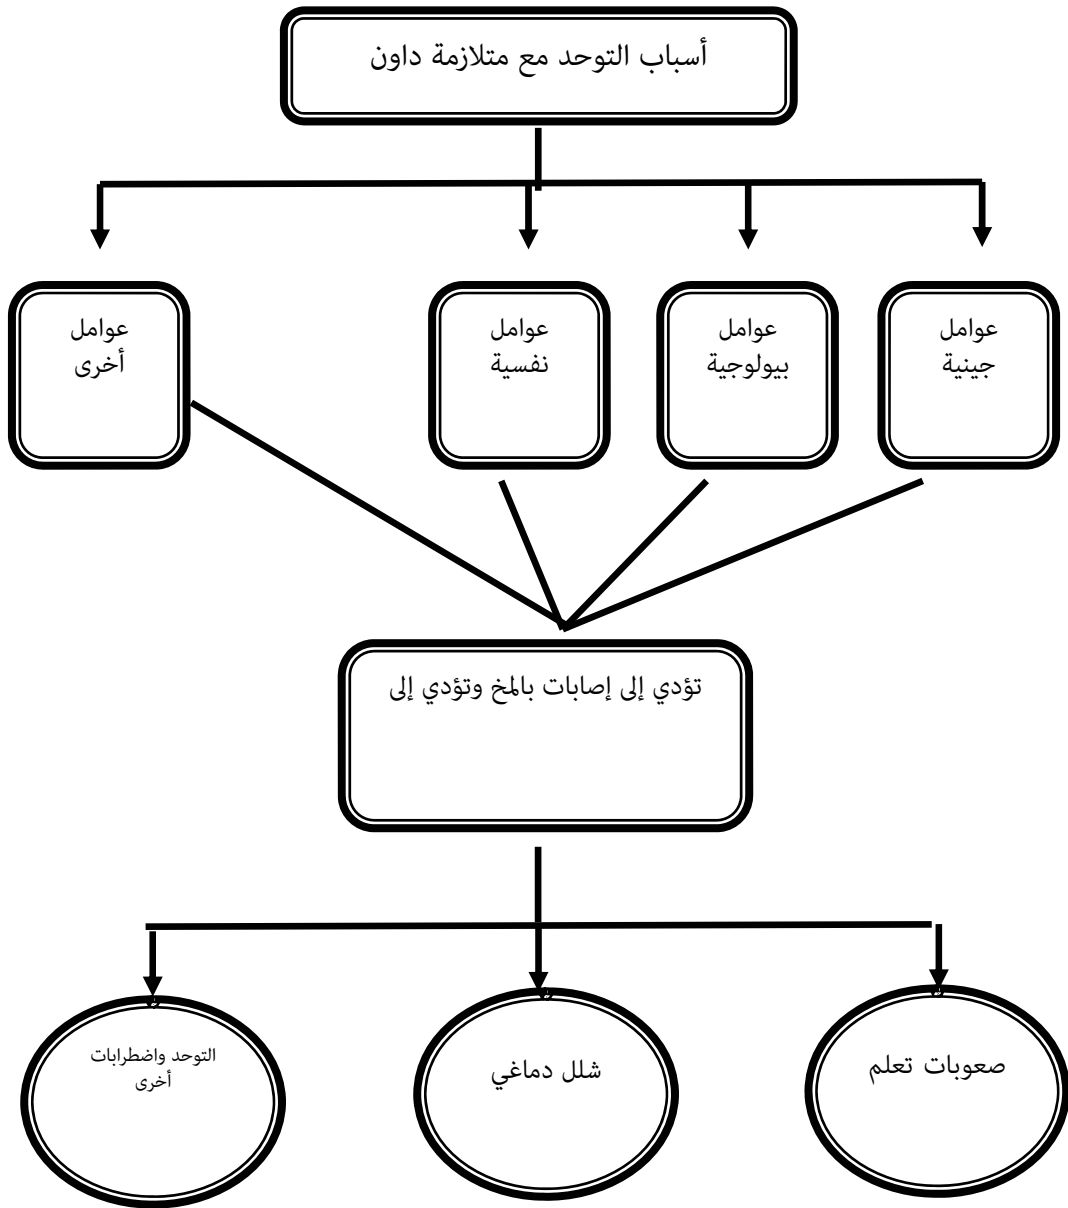 أسباب التوحد مع متلازمة داون
عوامل
جينية
عوامل
بيولوجية
عوامل
نفسية
عوامل
أخرى
تؤدي إلى إصابات بالمخ وتؤدي إلى
صعوبات تعلم
شلل دماغي
التوحد واضطرابات
أخرى